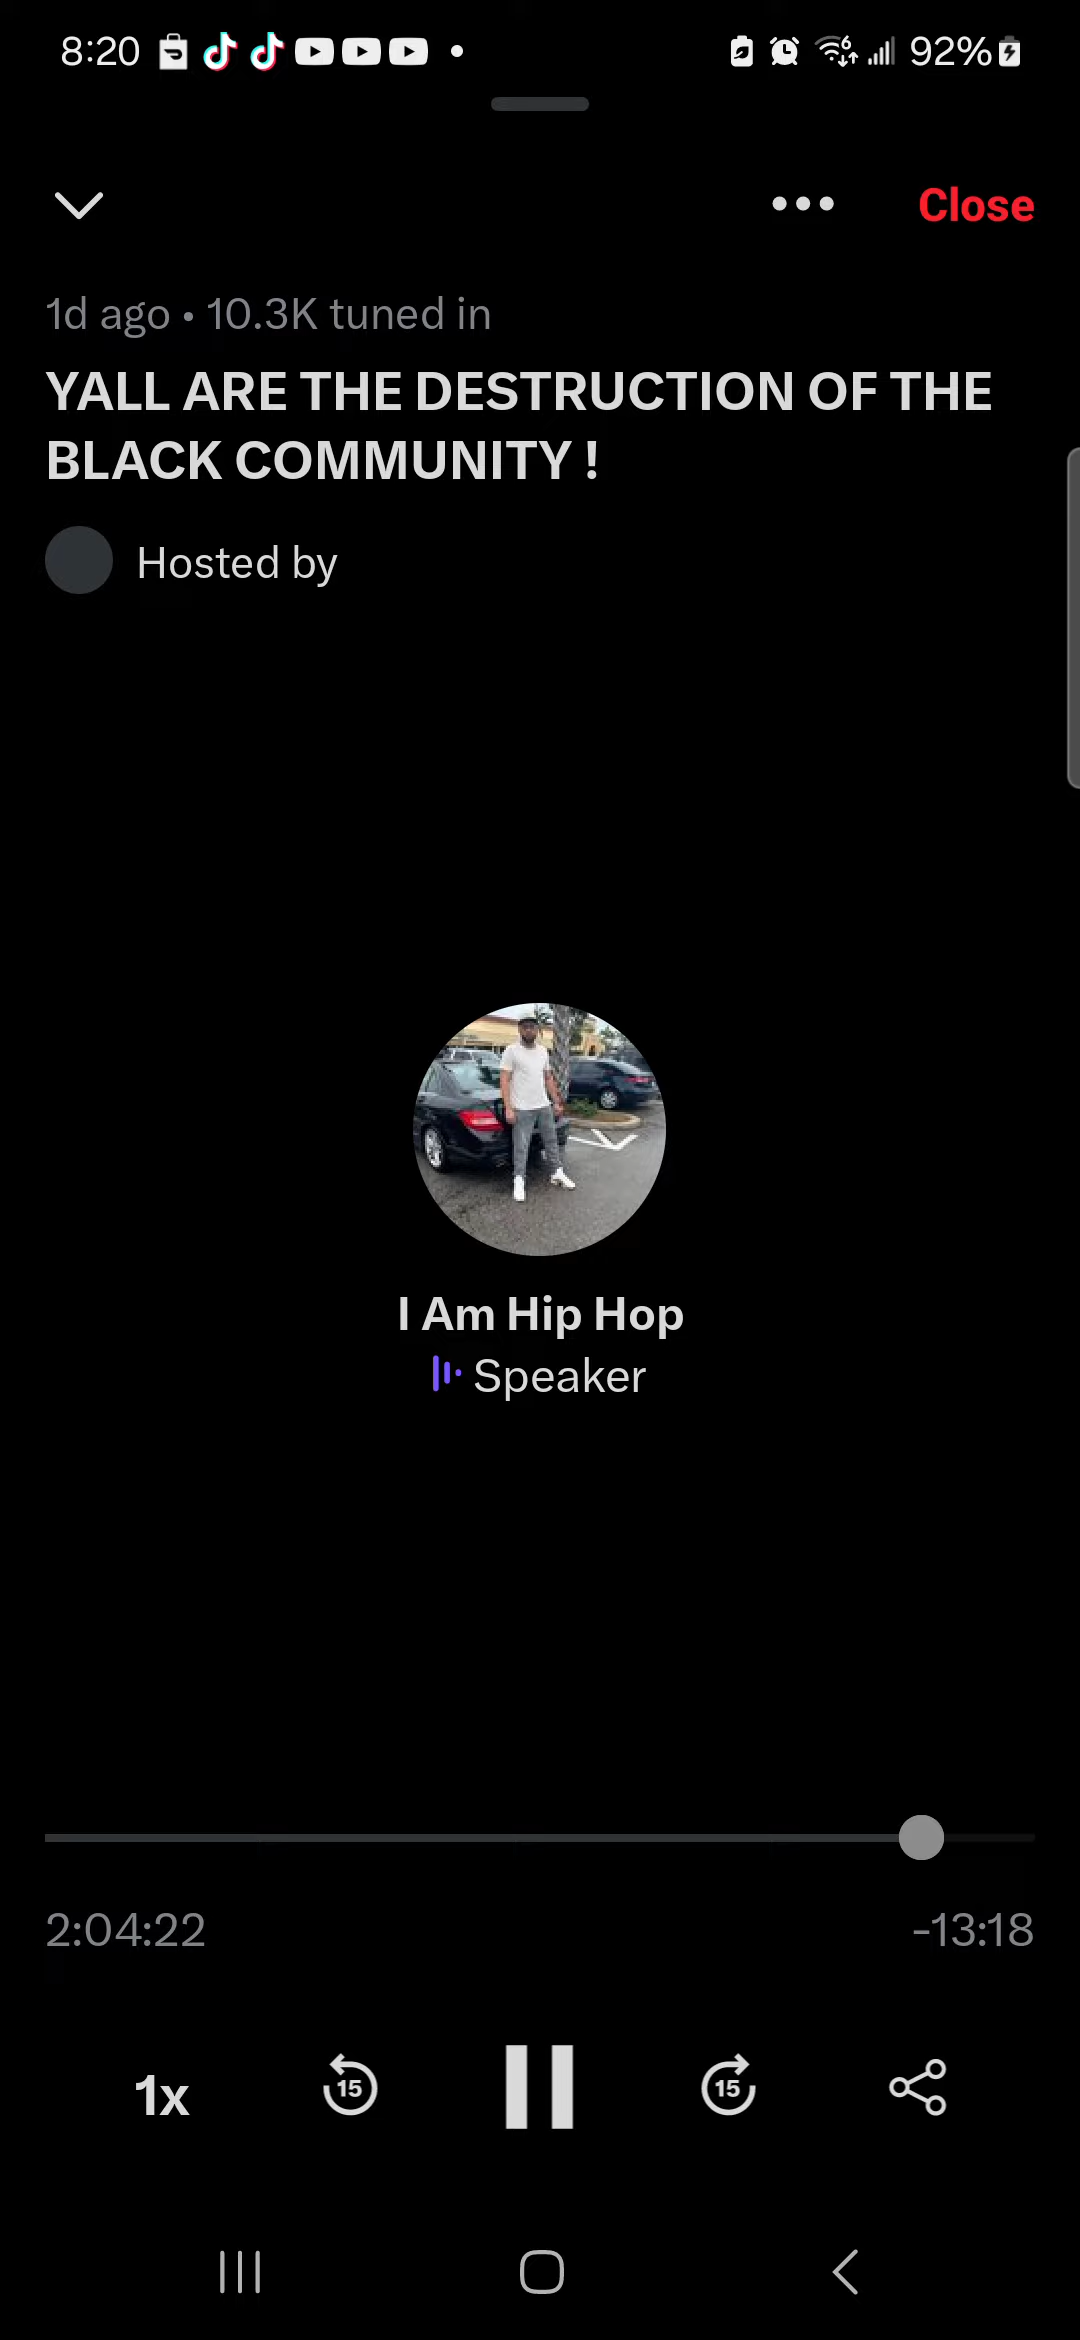 8:20 92%
Close
1d ago • 10.3K tuned in
YALL ARE THE DESTRUCTION OF THE
BLACK COMMUNITY !
Hosted by
I Am Hip Hop
Speaker
2:04:22 -13:18
1x 15 15